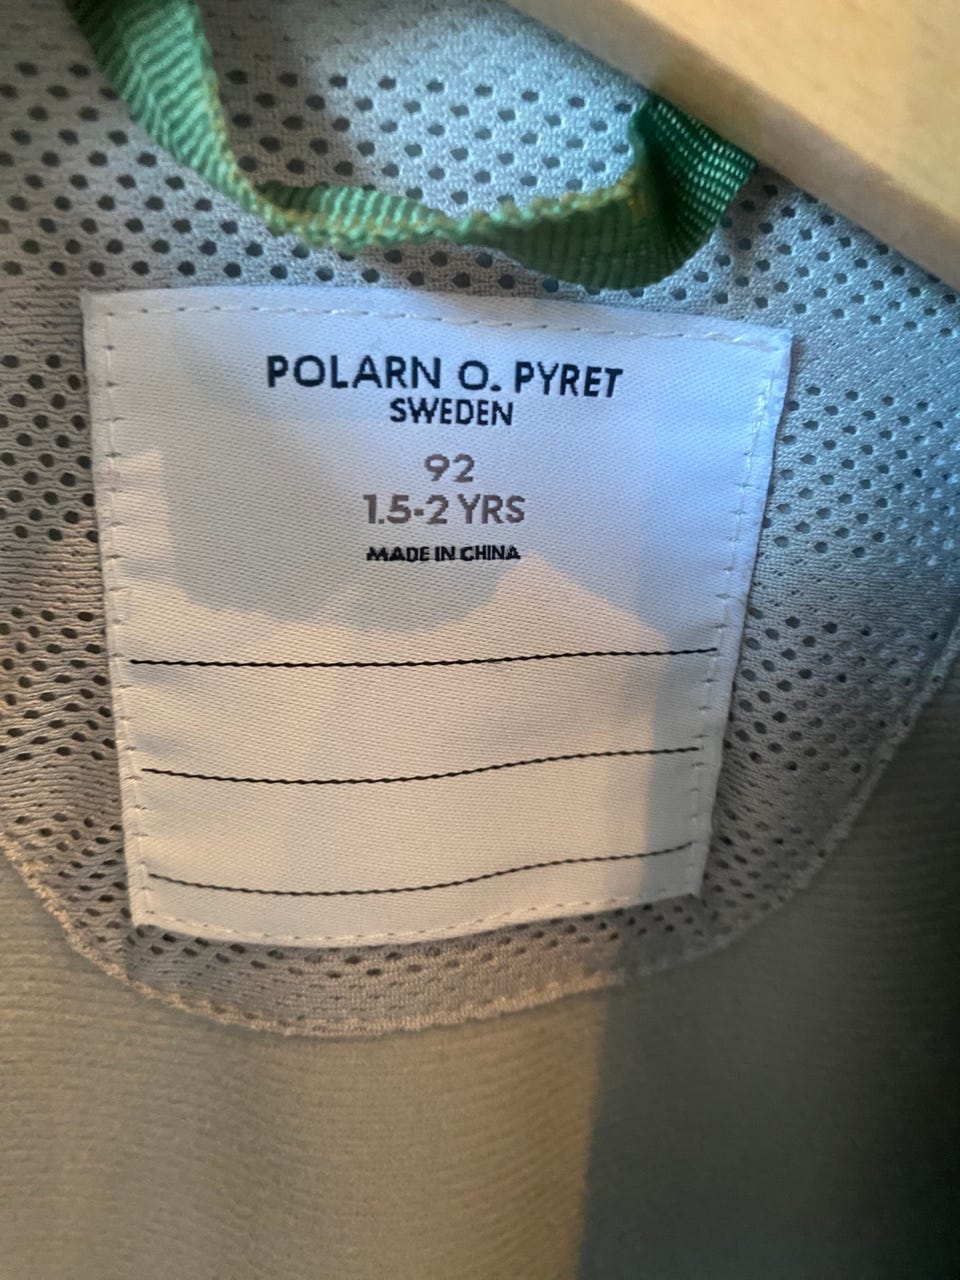 POLARN O. PYRET
SWEDEN
92
1.5-2 YRS
MADE IN CHINA